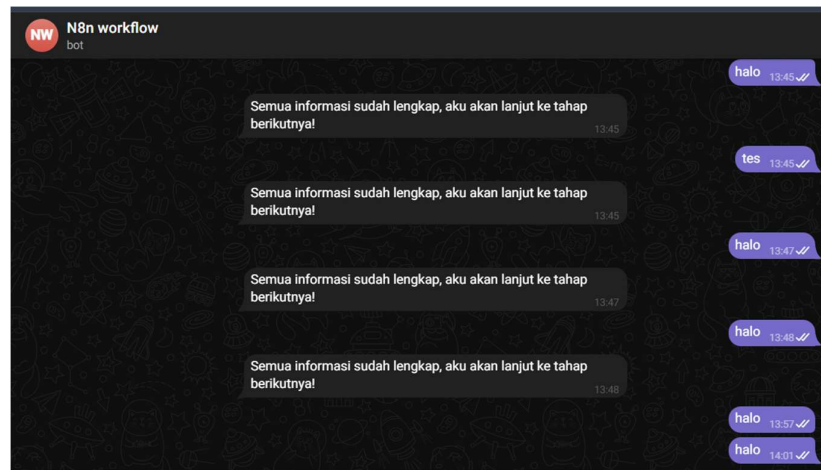 NW
N8n workflow
bot
halo 13:45
Semua informasi sudah lengkap, aku akan lanjut ke tahap
berikutnya! 13:45
tes 13:45
Semua informasi sudah lengkap, aku akan lanjut ke tahap
berikutnya! 13:45
halo 13:47
Semua informasi sudah lengkap, aku akan lanjut ke tahap
berikutnya! 13:47
halo 13:48
Semua informasi sudah lengkap, aku akan lanjut ke tahap
berikutnya! 13:48
halo 13:57
halo 14:01